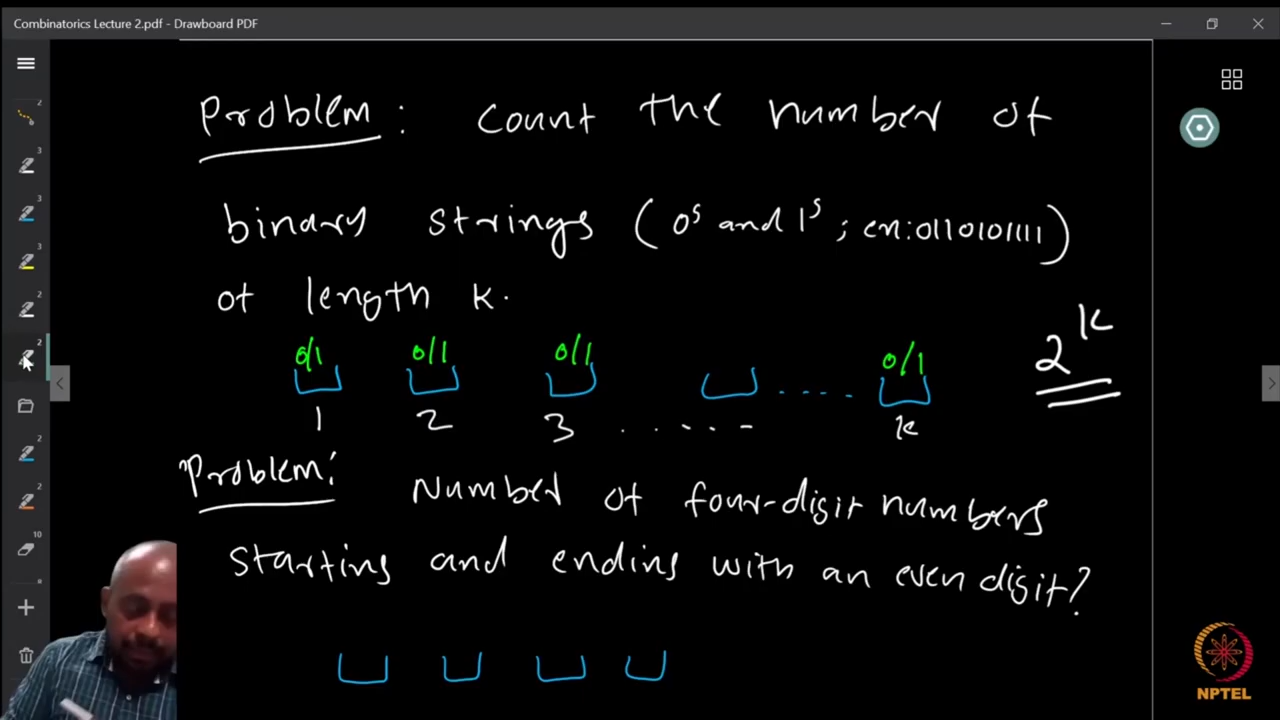 Combinatorics Lecture 2.pdf - Drawboard PDF
Problem: Count the number of
binary strings (0s and 1s ; ex:0110101111)
of length k.
0/1 0/1 0/1 0/1
2^k
1 2 3 ...... k
Problem: Number of four-digit numbers
starting and ending with an even digit?
NPTEL